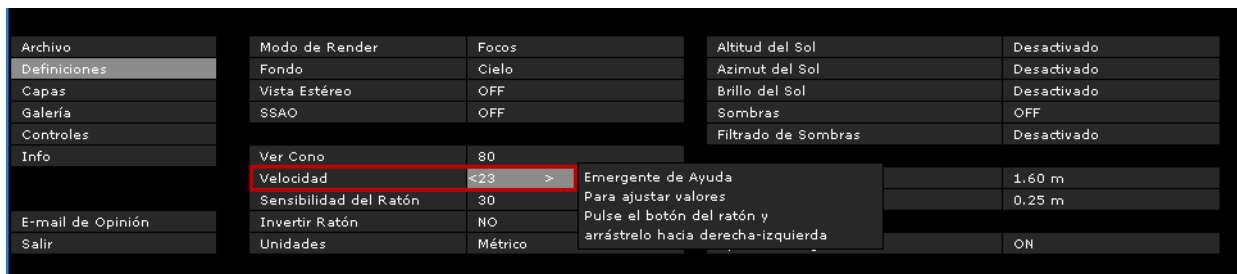 Archivo
Definiciones
Capas
Galería
Controles
Info
E-mail de Opinión
Salir
Modo de Render Focos
Fondo Cielo
Vista Estéreo OFF
SSAO OFF
Ver Cono 80
Velocidad <23 >
Sensibilidad del Ratón 30
Invertir Ratón NO
Unidades Métrico
Emergente de Ayuda
Para ajustar valores
Pulse el botón del ratón y
arrástrelo hacia derecha-izquierda
Altitud del Sol Desactivado
Azimut del Sol Desactivado
Brillo del Sol Desactivado
Sombras OFF
Filtrado de Sombras Desactivado
1.60 m
0.25 m
ON